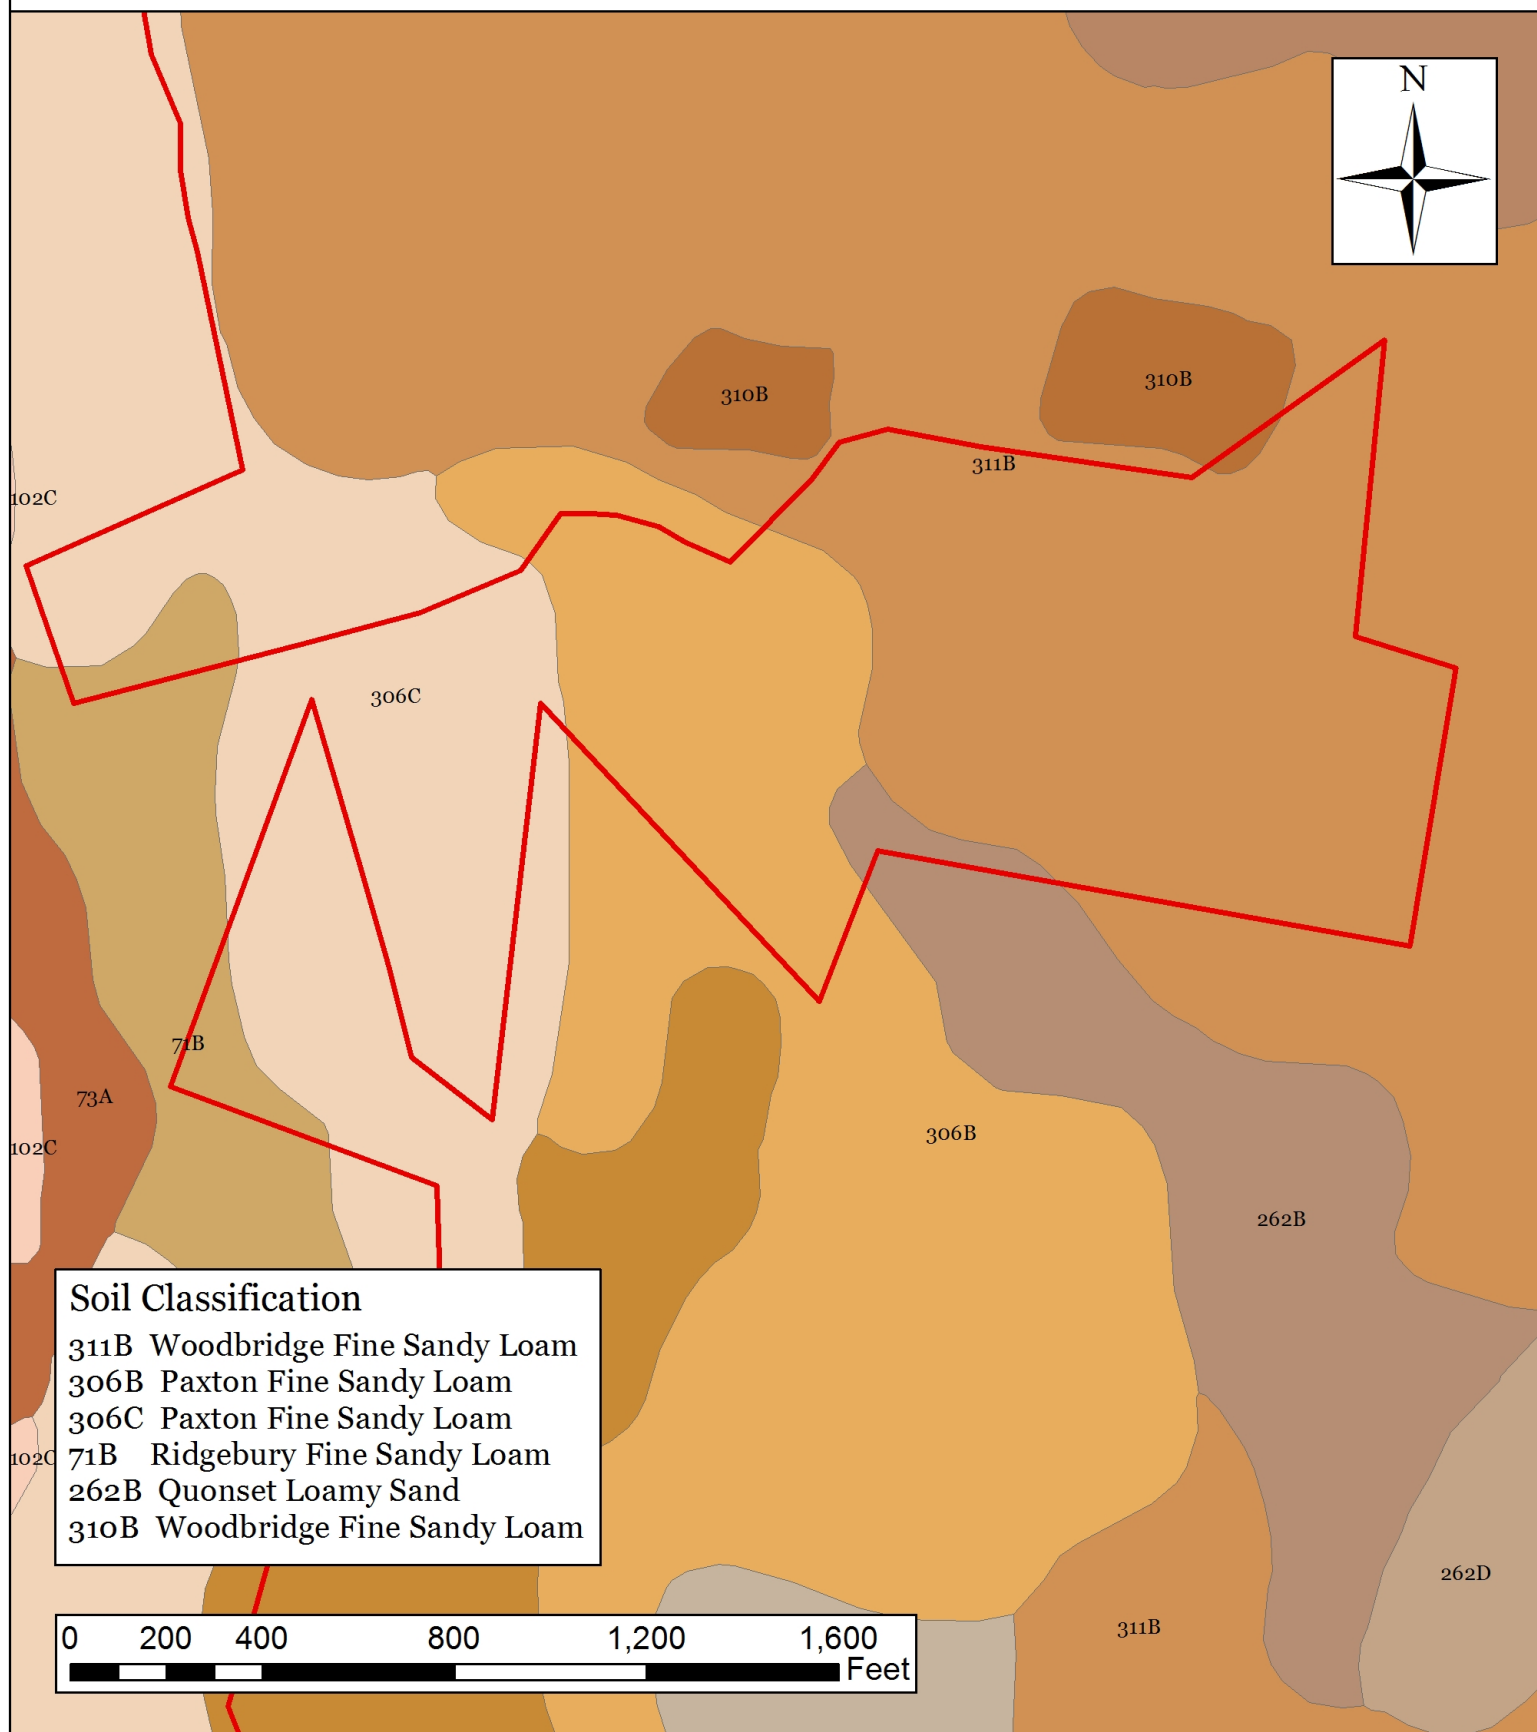 N
310B
310B
311B
102C
306C
71B
73A
306B
102C
262B
Soil Classification
311B Woodbridge Fine Sandy Loam
306B Paxton Fine Sandy Loam
306C Paxton Fine Sandy Loam
71B Ridgebury Fine Sandy Loam
262B Quonset Loamy Sand
310B Woodbridge Fine Sandy Loam
102C
262D
311B
0 200 400 800 1,200 1,600
Feet